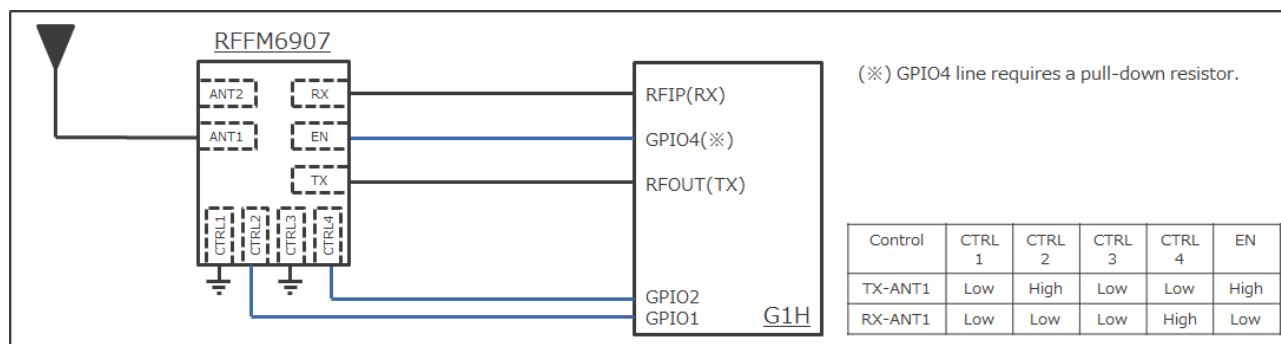 RFFM6907
(※) GPIO4 line requires a pull-down resistor.
ANT2
RX
RFIP(RX)
ANT1
EN
GPIO4(※)
TX
RFOUT(TX)
CTRL1
CTRL2
CTRL3
CTRL4
GPIO2
GPIO1
G1H
Control CTRL 1 CTRL 2 CTRL 3 CTRL 4 EN
TX-ANT1 Low High Low Low High
RX-ANT1 Low Low Low High Low